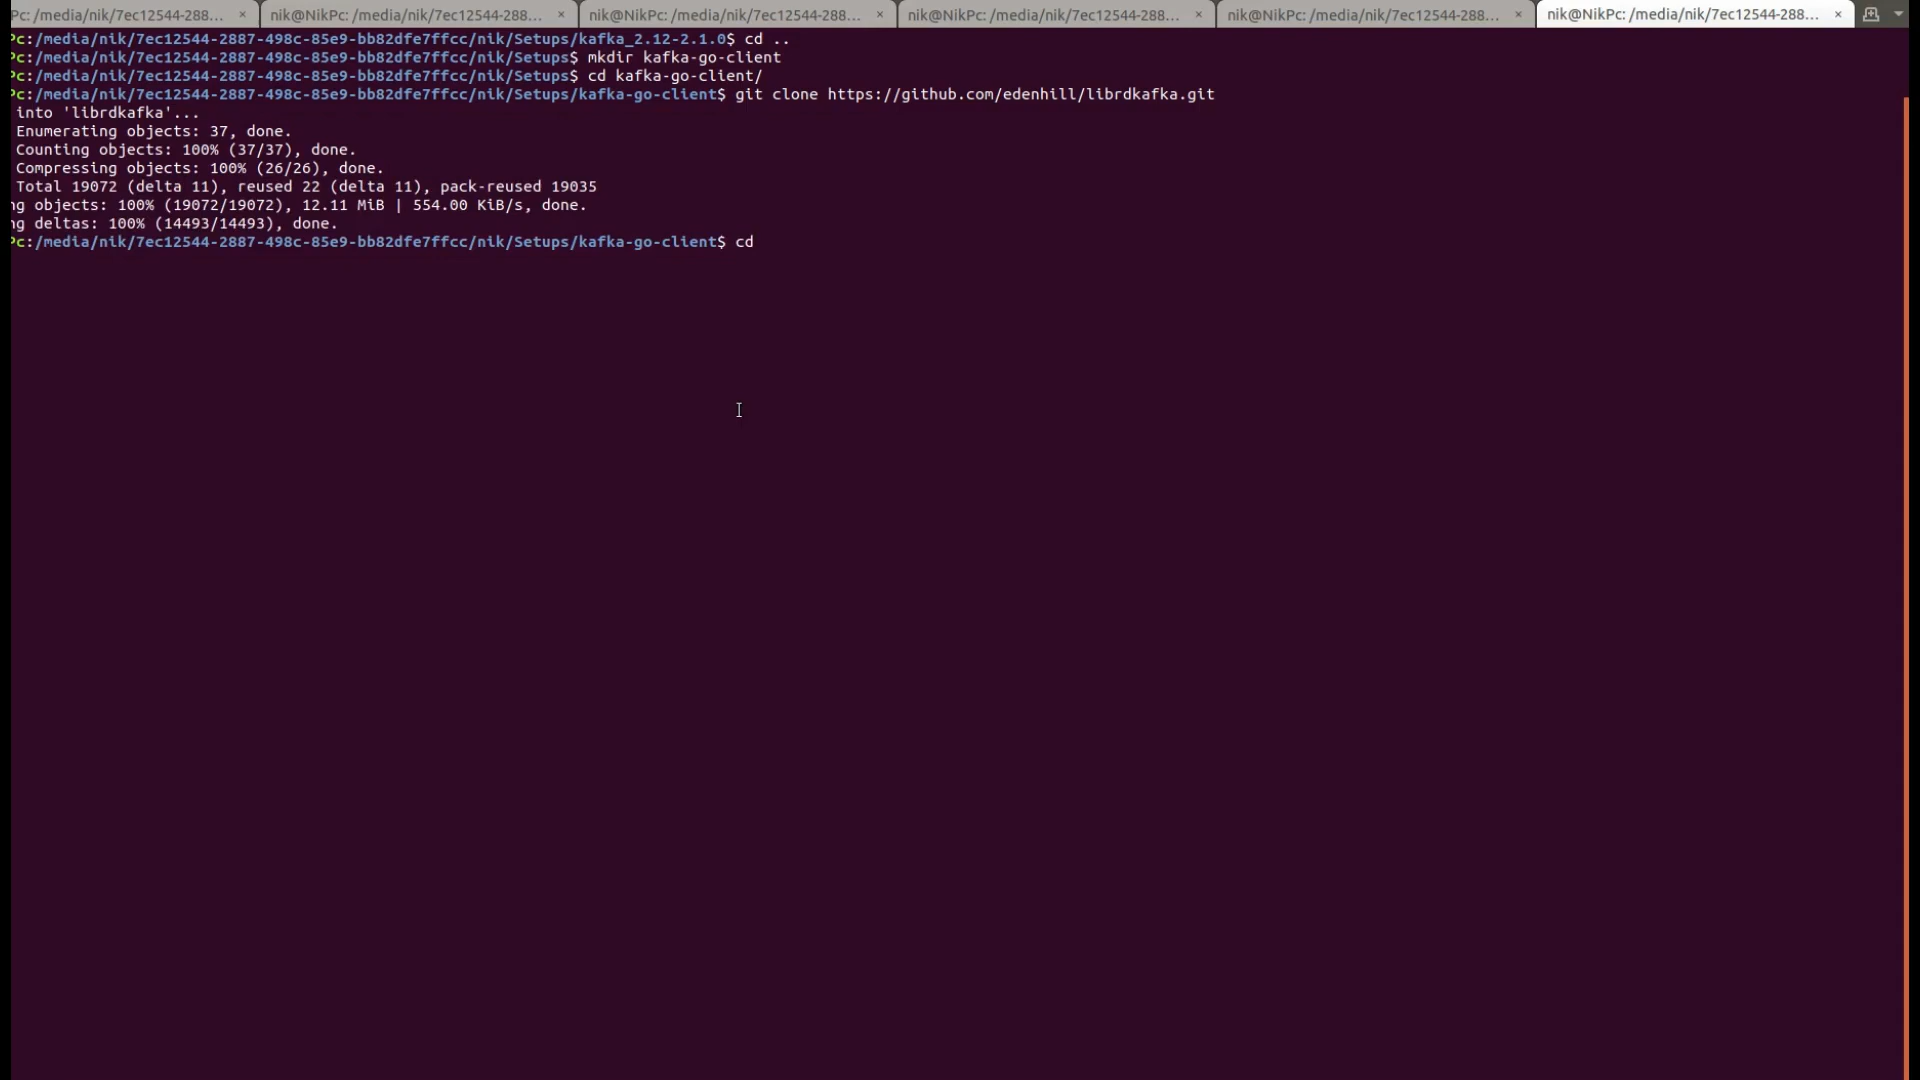 Pc: /media/nik/7ec12544-288... × nik@NikPc: /media/nik/7ec12544-288... × nik@NikPc: /media/nik/7ec12544-288... × nik@NikPc: /media/nik/7ec12544-288... × nik@NikPc: /media/nik/7ec12544-288... × nik@NikPc: /media/nik/7ec12544-288... ×
Pc:/media/nik/7ec12544-2887-498c-85e9-bb82dfe7ffcc/nik/Setups/kafka_2.12-2.1.0$ cd ..
Pc:/media/nik/7ec12544-2887-498c-85e9-bb82dfe7ffcc/nik/Setups$ mkdir kafka-go-client
Pc:/media/nik/7ec12544-2887-498c-85e9-bb82dfe7ffcc/nik/Setups$ cd kafka-go-client/
Pc:/media/nik/7ec12544-2887-498c-85e9-bb82dfe7ffcc/nik/Setups/kafka-go-client$ git clone https://github.com/edenhill/librdkafka.git
into 'librdkafka'...
Enumerating objects: 37, done.
Counting objects: 100% (37/37), done.
Compressing objects: 100% (26/26), done.
Total 19072 (delta 11), reused 22 (delta 11), pack-reused 19035
ng objects: 100% (19072/19072), 12.11 MiB | 554.00 KiB/s, done.
ng deltas: 100% (14493/14493), done.
Pc:/media/nik/7ec12544-2887-498c-85e9-bb82dfe7ffcc/nik/Setups/kafka-go-client$ cd